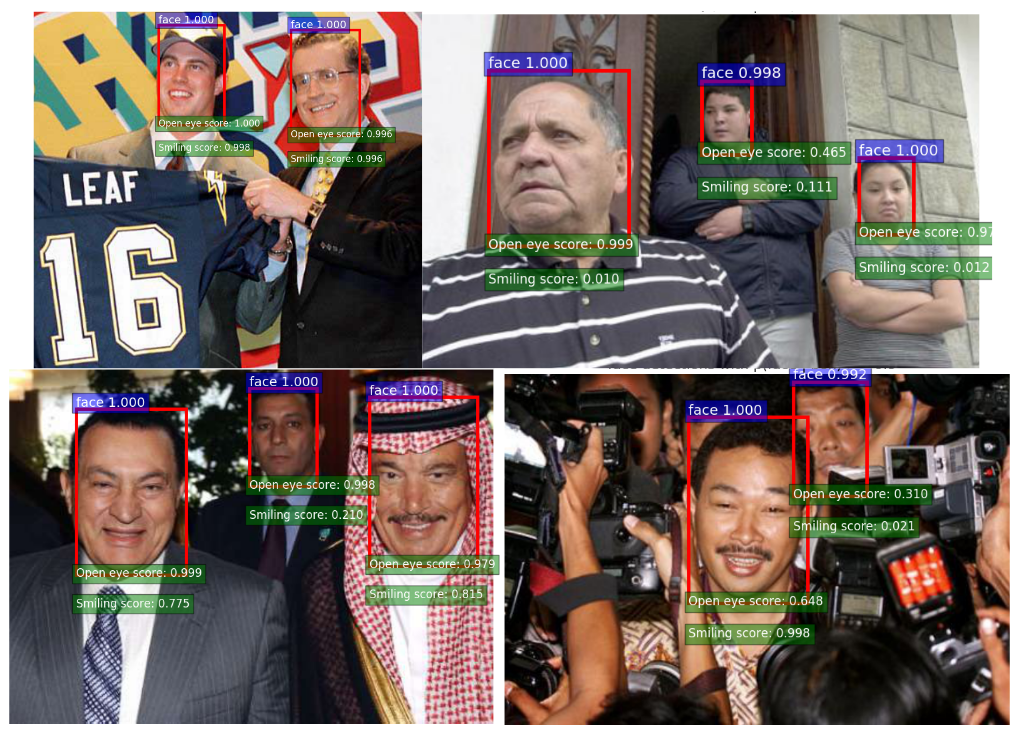 face 1.000
face 1.000
Open eye score: 1.000
Smiling score: 0.998
Open eye score: 0.996
Smiling score: 0.996
LEAF
16
face 1.000
face 0.998
face 1.000
Open eye score: 0.465
Smiling score: 0.111
Open eye score: 0.999
Smiling score: 0.010
Open eye score: 0.97
Smiling score: 0.012
face 1.000
face 1.000
face 1.000
Open eye score: 0.998
Smiling score: 0.210
Open eye score: 0.999
Smiling score: 0.775
Open eye score: 0.979
Smiling score: 0.815
face 0.992
face 1.000
Open eye score: 0.310
Smiling score: 0.021
Open eye score: 0.648
Smiling score: 0.998